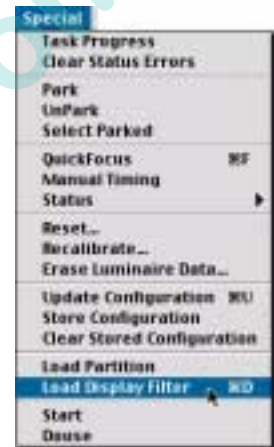 Special
Task Progress
Clear Status Errors
Park
UnPark
Select Parked
QuickFocus ⌘F
Manual Timing
Status ▶
Reset...
Recalibrate...
Erase Luminaire Data...
Update Configuration ⌘U
Store Configuration
Clear Stored Configuration
Load Partition
Load Display Filter ⌘D
Start
Douse